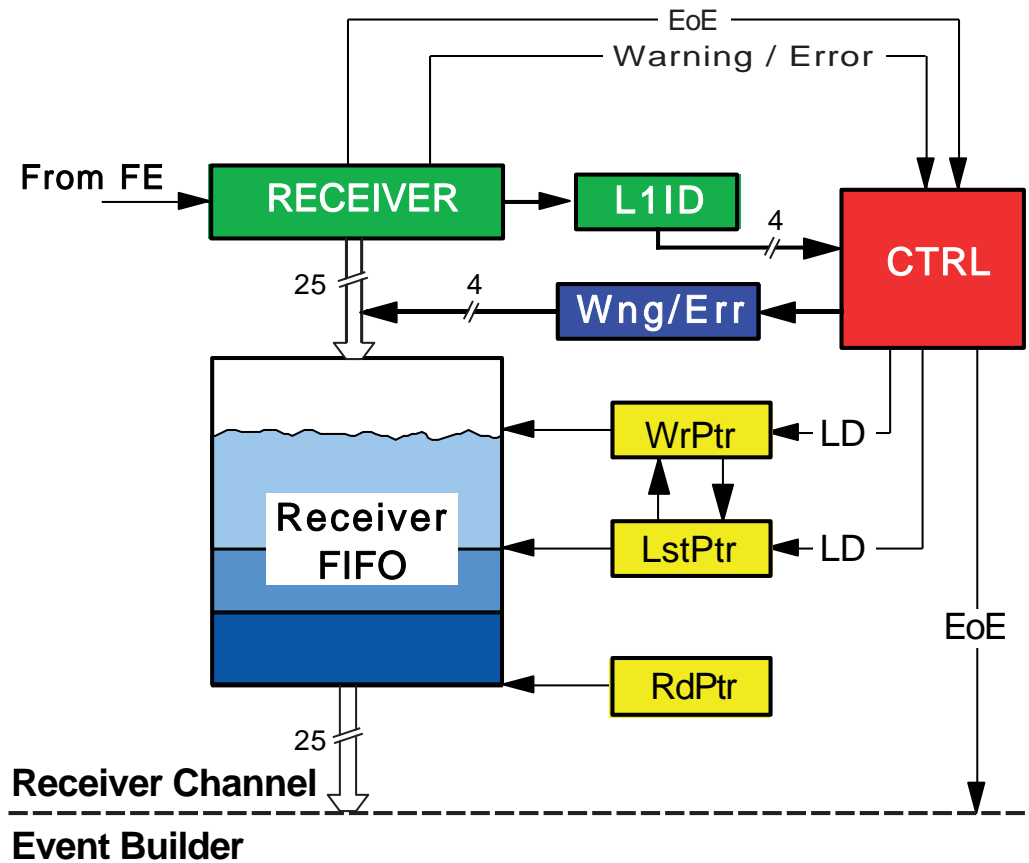 EoE
Warning / Error
From FE
RECEIVER
L1ID
4
CTRL
25
4
Wng/Err
WrPtr
LD
Receiver
FIFO
LstPtr
LD
EoE
RdPtr
25
Receiver Channel
Event Builder